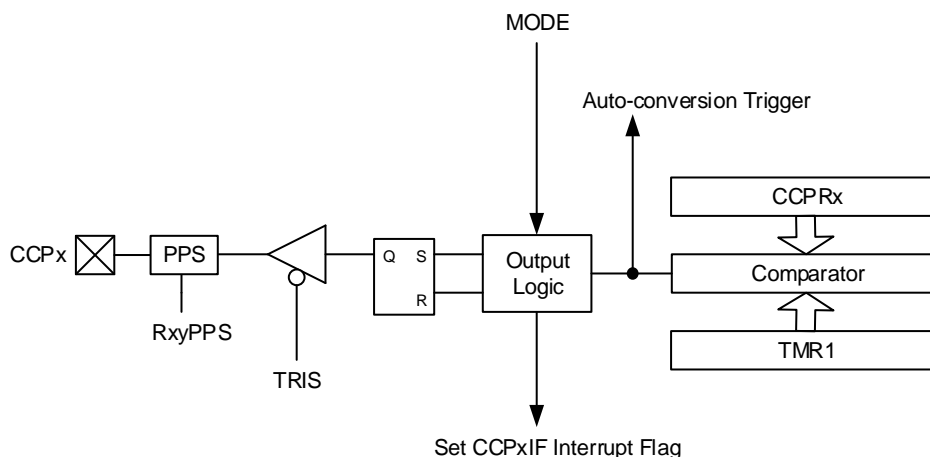 MODE
Auto-conversion Trigger
CCPRx
CCPx
PPS
Q
S
R
Output
Logic
Comparator
RxyPPS
TRIS
TMR1
Set CCPxIF Interrupt Flag